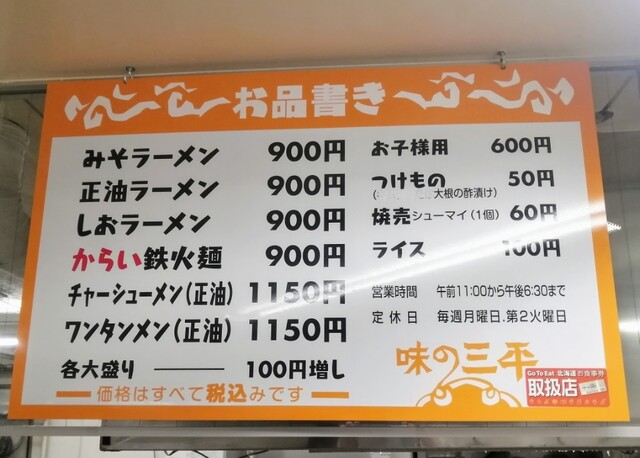 お品書き
みそラーメン 900円
正油ラーメン 900円
しおラーメン 900円
からい鉄火麺 900円
チャーシューメン(正油) 1150円
ワンタンメン(正油) 1150円
各大盛り 100円増し
価格はすべて税込みです
お子様用 600円
つけもの 50円
大根の酢漬け)
焼売シューマイ(1個) 60円
ライス 100円
営業時間 午前11:00から午後6:30まで
定休日 毎週月曜日.第2火曜日
味の三平
Go To Eat 北海道お食事券
取扱店